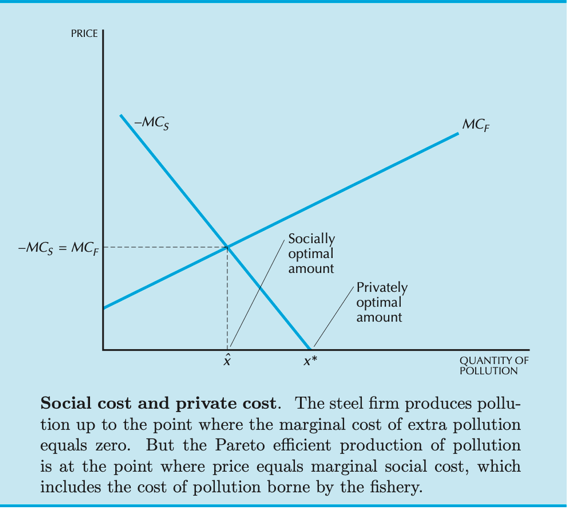 PRICE
–MC_S
MC_F
–MC_S = MC_F
Socially
optimal
amount
Privately
optimal
amount
x̂
x*
QUANTITY OF
POLLUTION
Social cost and private cost. The steel firm produces pollu-
tion up to the point where the marginal cost of extra pollution
equals zero. But the Pareto efficient production of pollution
is at the point where price equals marginal social cost, which
includes the cost of pollution borne by the fishery.